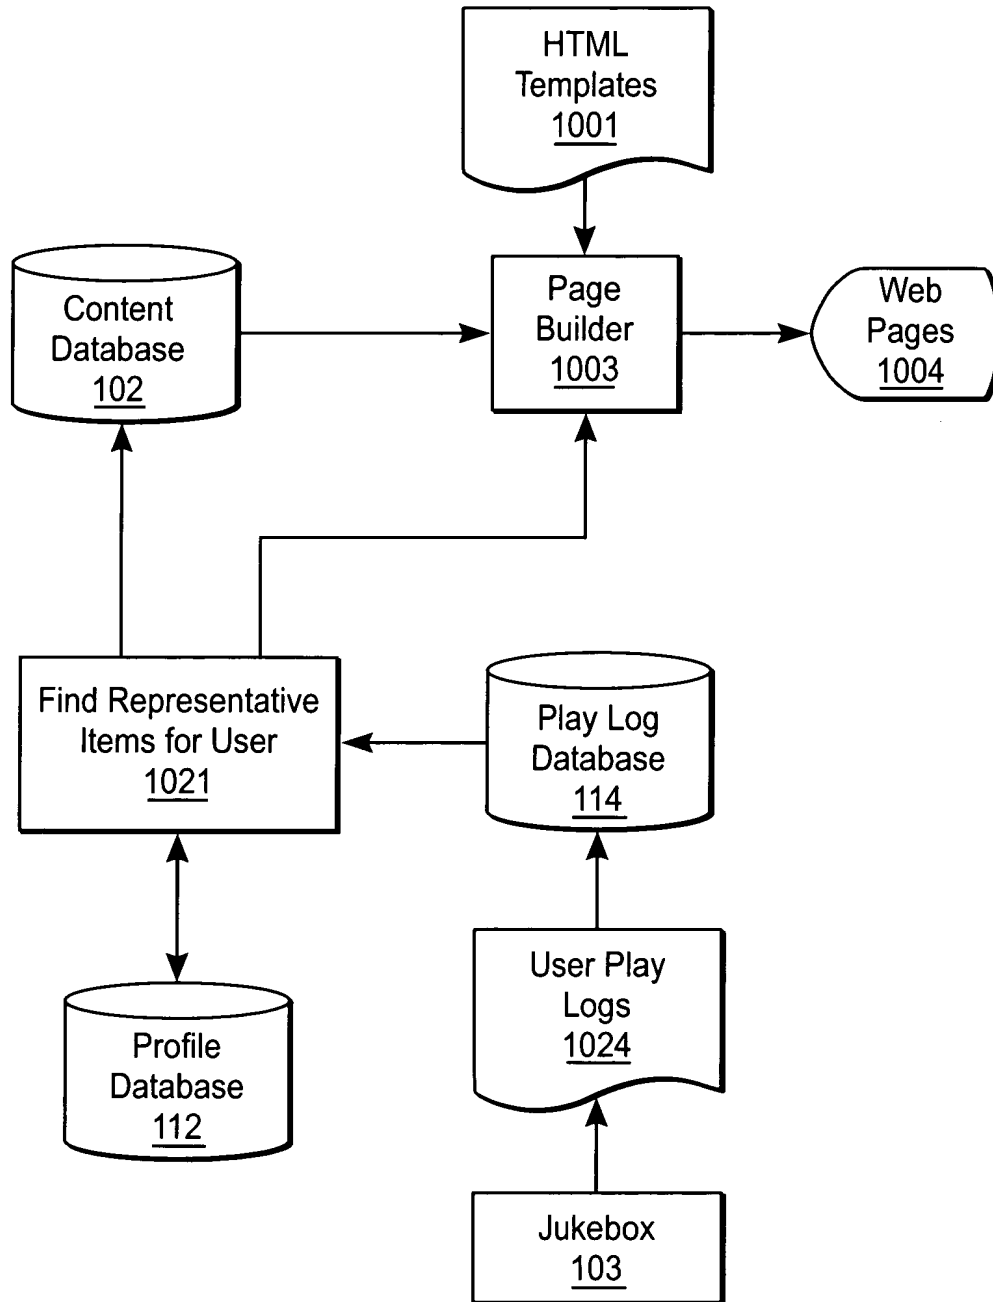 HTML
Templates
1001
Content
Database
102
Page
Builder
1003
Web
Pages
1004
Find Representative
Items for User
1021
Play Log
Database
114
Profile
Database
112
User Play
Logs
1024
Jukebox
103